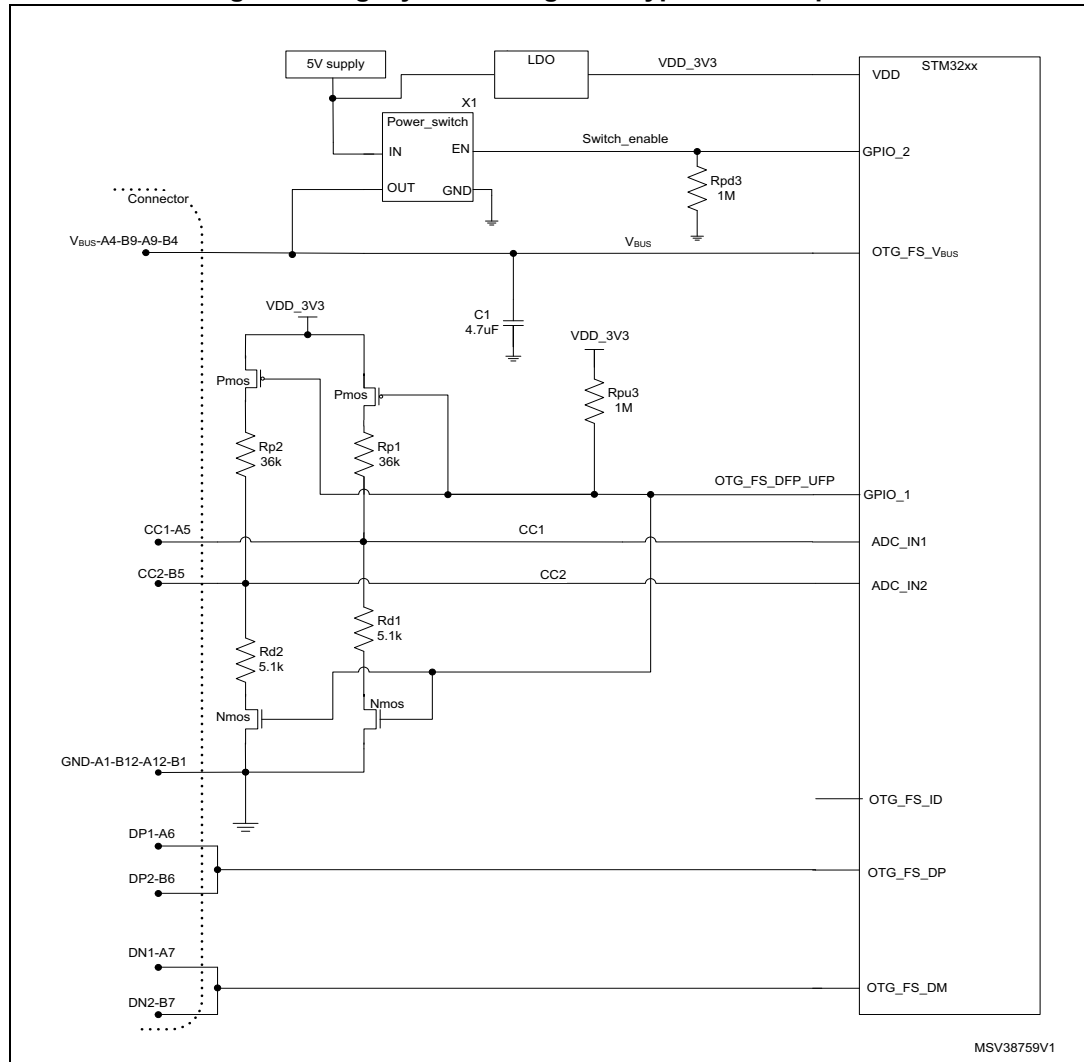 5V supply
LDO
VDD_3V3
STM32xx
VDD
X1
Power_switch
IN
EN
Switch_enable
GPIO_2
OUT
GND
Rpd3
1M
Connector
VBUS-A4-B9-A9-B4
VBUS
OTG_FS_VBUS
C1
4.7uF
VDD_3V3
VDD_3V3
Pmos
Pmos
Rpu3
1M
Rp2
36k
Rp1
36k
OTG_FS_DFP_UFP
GPIO_1
CC1-A5
CC1
ADC_IN1
CC2-B5
CC2
ADC_IN2
Rd1
5.1k
Rd2
5.1k
Nmos
Nmos
GND-A1-B12-A12-B1
OTG_FS_ID
DP1-A6
DP2-B6
OTG_FS_DP
DN1-A7
DN2-B7
OTG_FS_DM
MSV38759V1